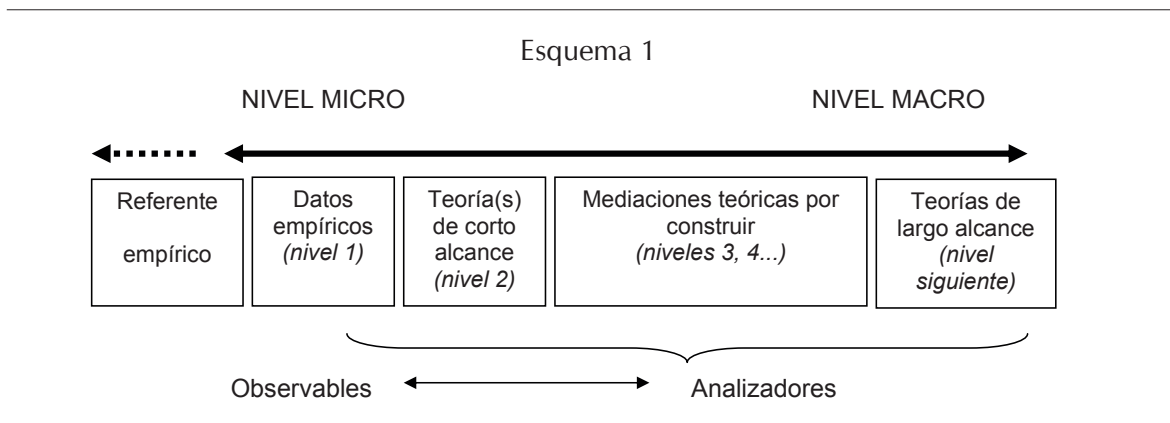 Esquema 1
NIVEL MICRO
NIVEL MACRO
Referente
empírico
Datos
empíricos
(nivel 1)
Teoría(s)
de corto
alcance
(nivel 2)
Mediaciones teóricas por
construir
(niveles 3, 4...)
Teorías de
largo alcance
(nivel
siguiente)
Observables
Analizadores